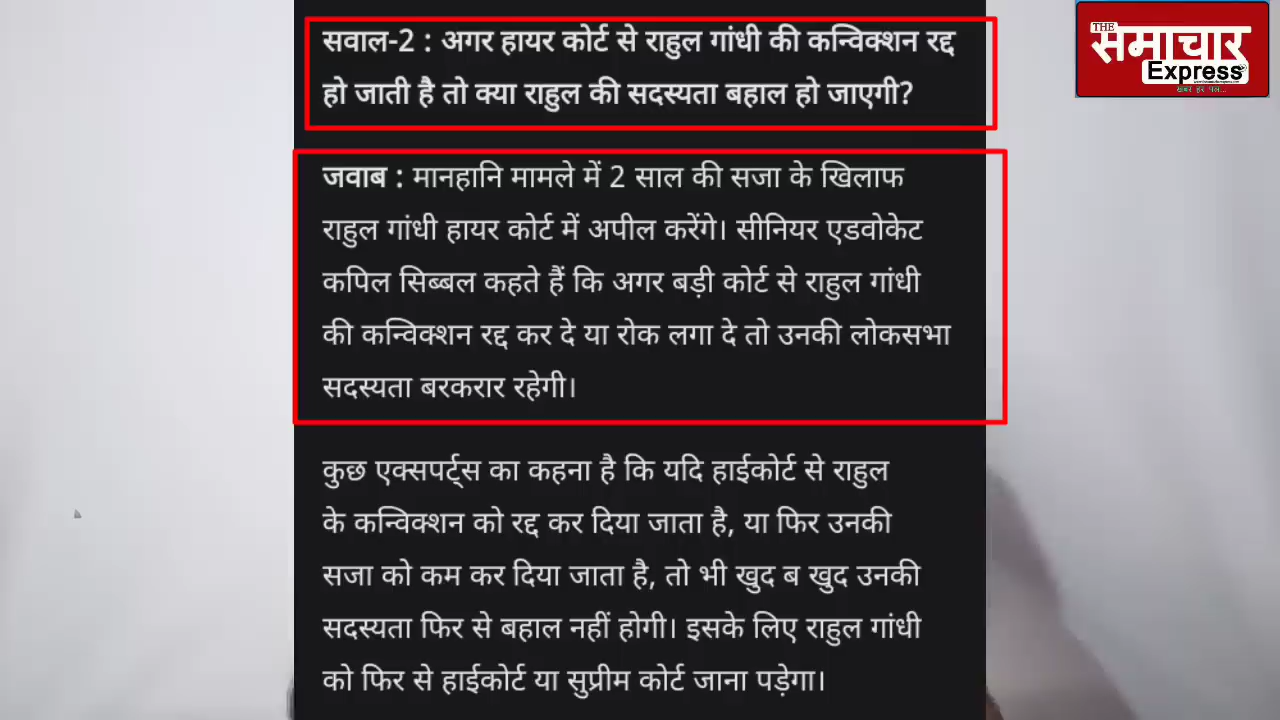 THE
समाचार
Express
खबर हर पल...
सवाल-2 : अगर हायर कोर्ट से राहुल गांधी की कन्विक्शन रद्द
हो जाती है तो क्या राहुल की सदस्यता बहाल हो जाएगी?
जवाब : मानहानि मामले में 2 साल की सजा के खिलाफ
राहुल गांधी हायर कोर्ट में अपील करेंगे। सीनियर एडवोकेट
कपिल सिब्बल कहते हैं कि अगर बड़ी कोर्ट से राहुल गांधी
की कन्विक्शन रद्द कर दे या रोक लगा दे तो उनकी लोकसभा
सदस्यता बरकरार रहेगी।
कुछ एक्सपर्ट्स का कहना है कि यदि हाईकोर्ट से राहुल
के कन्विक्शन को रद्द कर दिया जाता है, या फिर उनकी
सजा को कम कर दिया जाता है, तो भी खुद ब खुद उनकी
सदस्यता फिर से बहाल नहीं होगी। इसके लिए राहुल गांधी
को फिर से हाईकोर्ट या सुप्रीम कोर्ट जाना पड़ेगा।